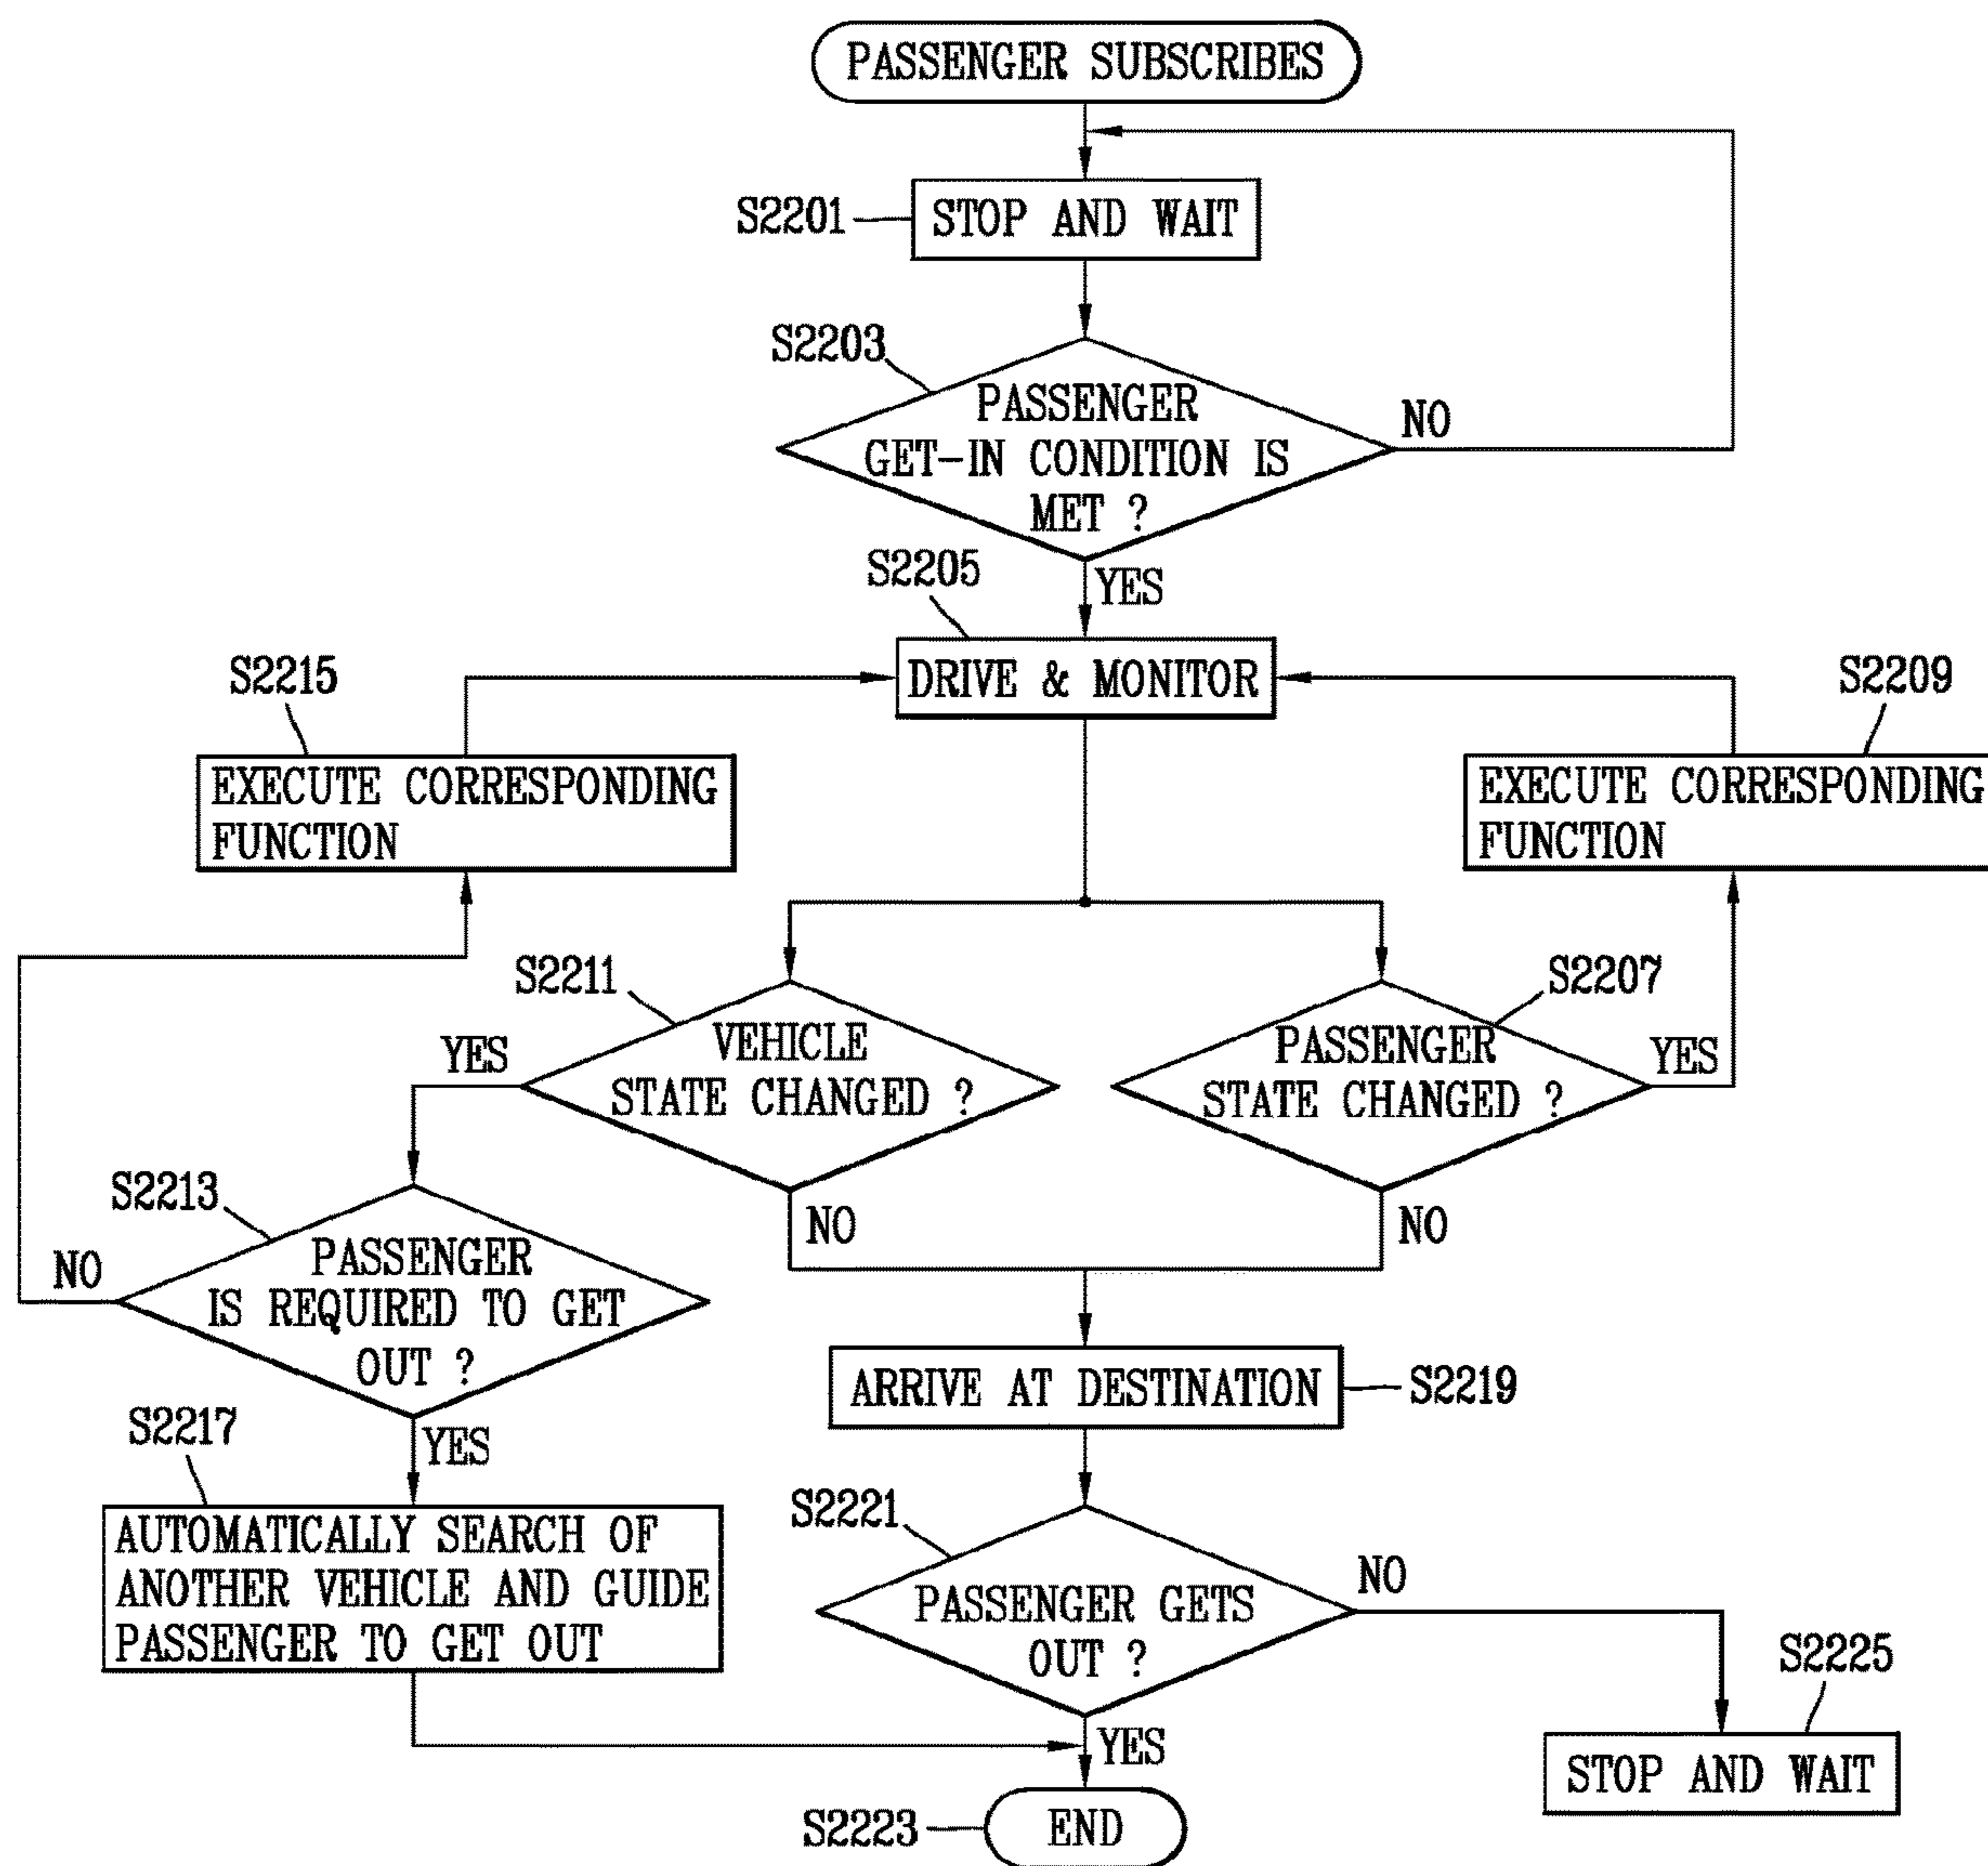 PASSENGER SUBSCRIBES
S2201
STOP AND WAIT
S2203
PASSENGER
GET-IN CONDITION IS
MET ?
NO
YES
S2205
DRIVE & MONITOR
S2215
EXECUTE CORRESPONDING
FUNCTION
S2209
EXECUTE CORRESPONDING
FUNCTION
S2211
VEHICLE
STATE CHANGED ?
YES
NO
S2207
PASSENGER
STATE CHANGED ?
YES
NO
S2213
PASSENGER
IS REQUIRED TO GET
OUT ?
NO
YES
S2217
AUTOMATICALLY SEARCH OF
ANOTHER VEHICLE AND GUIDE
PASSENGER TO GET OUT
ARRIVE AT DESTINATION
S2219
S2221
PASSENGER GETS
OUT ?
NO
YES
S2225
STOP AND WAIT
S2223
END